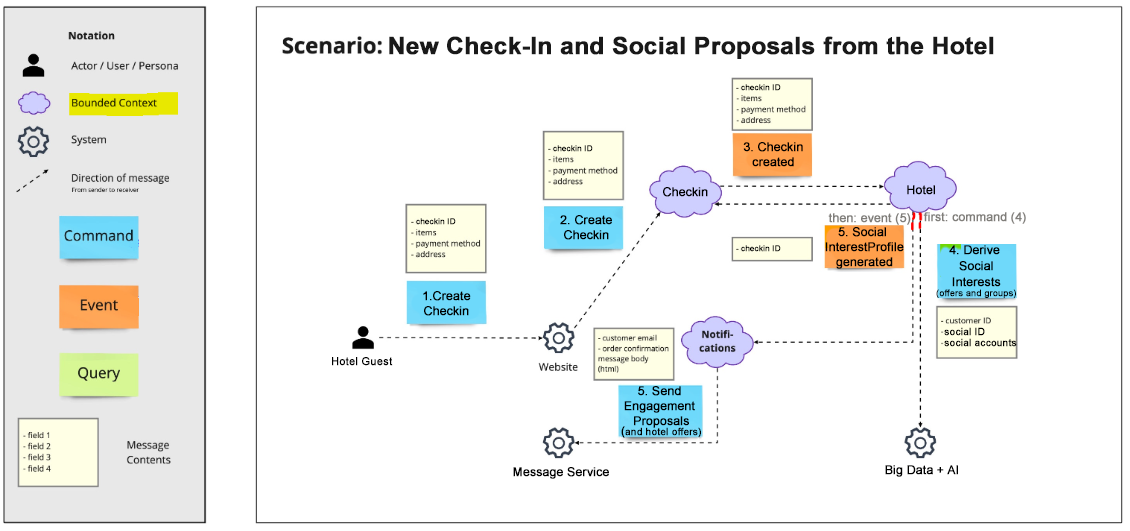 Notation
Actor / User / Persona
Bounded Context
System
Direction of message
From sander to receiver
Command
Event
Query
- field 1
- field 2
- field 3
- field 4
Message
Contents
Scenario: New Check-In and Social Proposals from the Hotel
- checkin ID
- items
- payment method
- address
3. Checkin
created
- checkin ID
- items
- payment method
- address
2. Create
Checkin
Checkin
Hotel
then: event (5)
first: command (4)
- checkin ID
- items
- payment method
- address
1.Create
Checkin
- checkin ID
5. Social
InterestProfile
generated
4. Derive
Social
Interests
(offers and groups)
- customer ID
-social ID
-social accounts
Hotel Guest
Website
- customer email
- order confirmation
message body
(html)
Notifi-
cations
5. Send
Engagement
Proposals
(and hotel offers)
Message Service
Big Data + AI